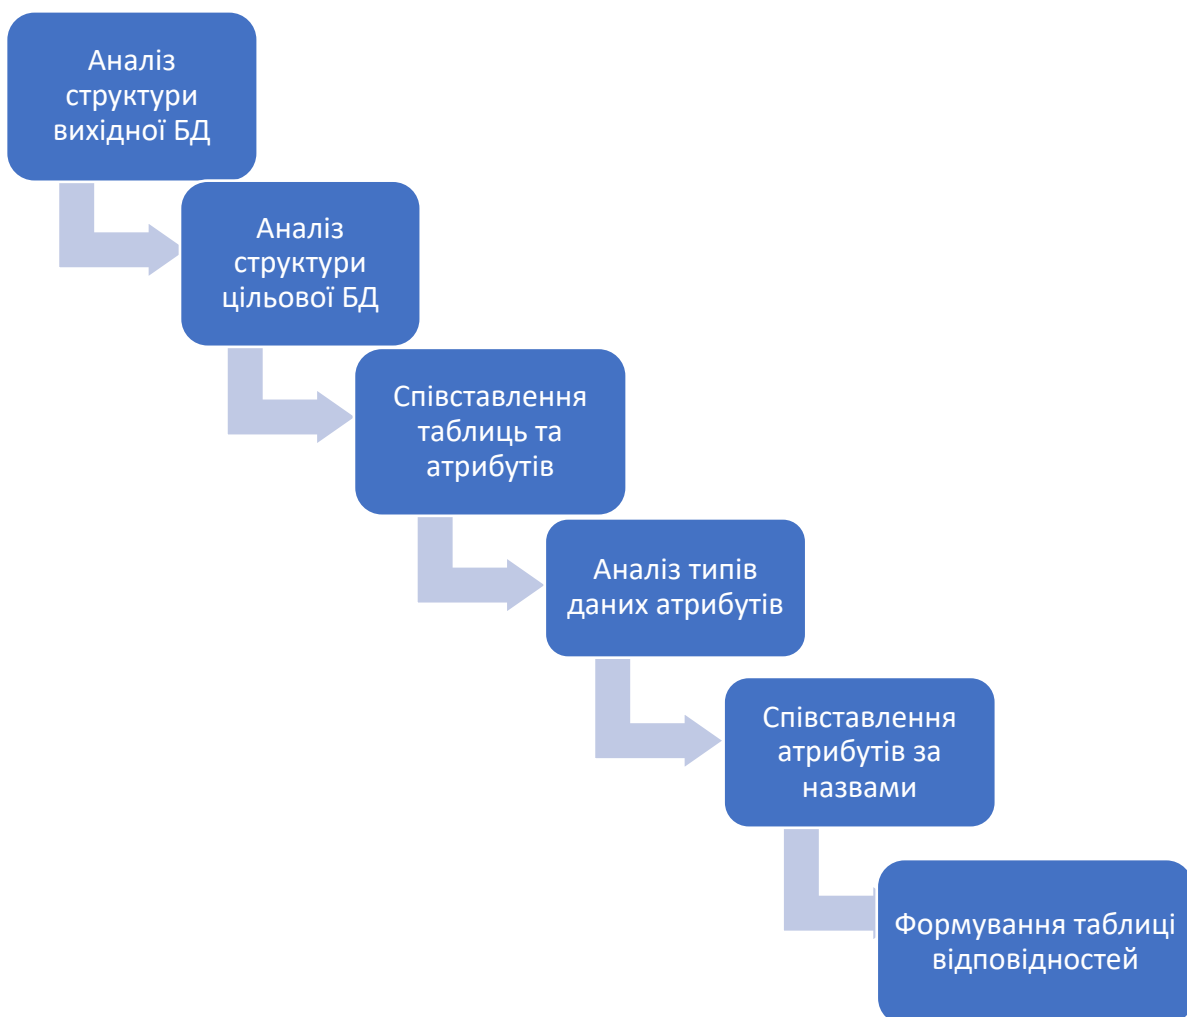 Аналіз
структури
вихідної БД
Аналіз
структури
цільової БД
Співставлення
таблиць та
атрибутів
Аналіз типів
даних атрибутів
Співставлення
атрибутів за
назвами
Формування таблиці
відповідностей